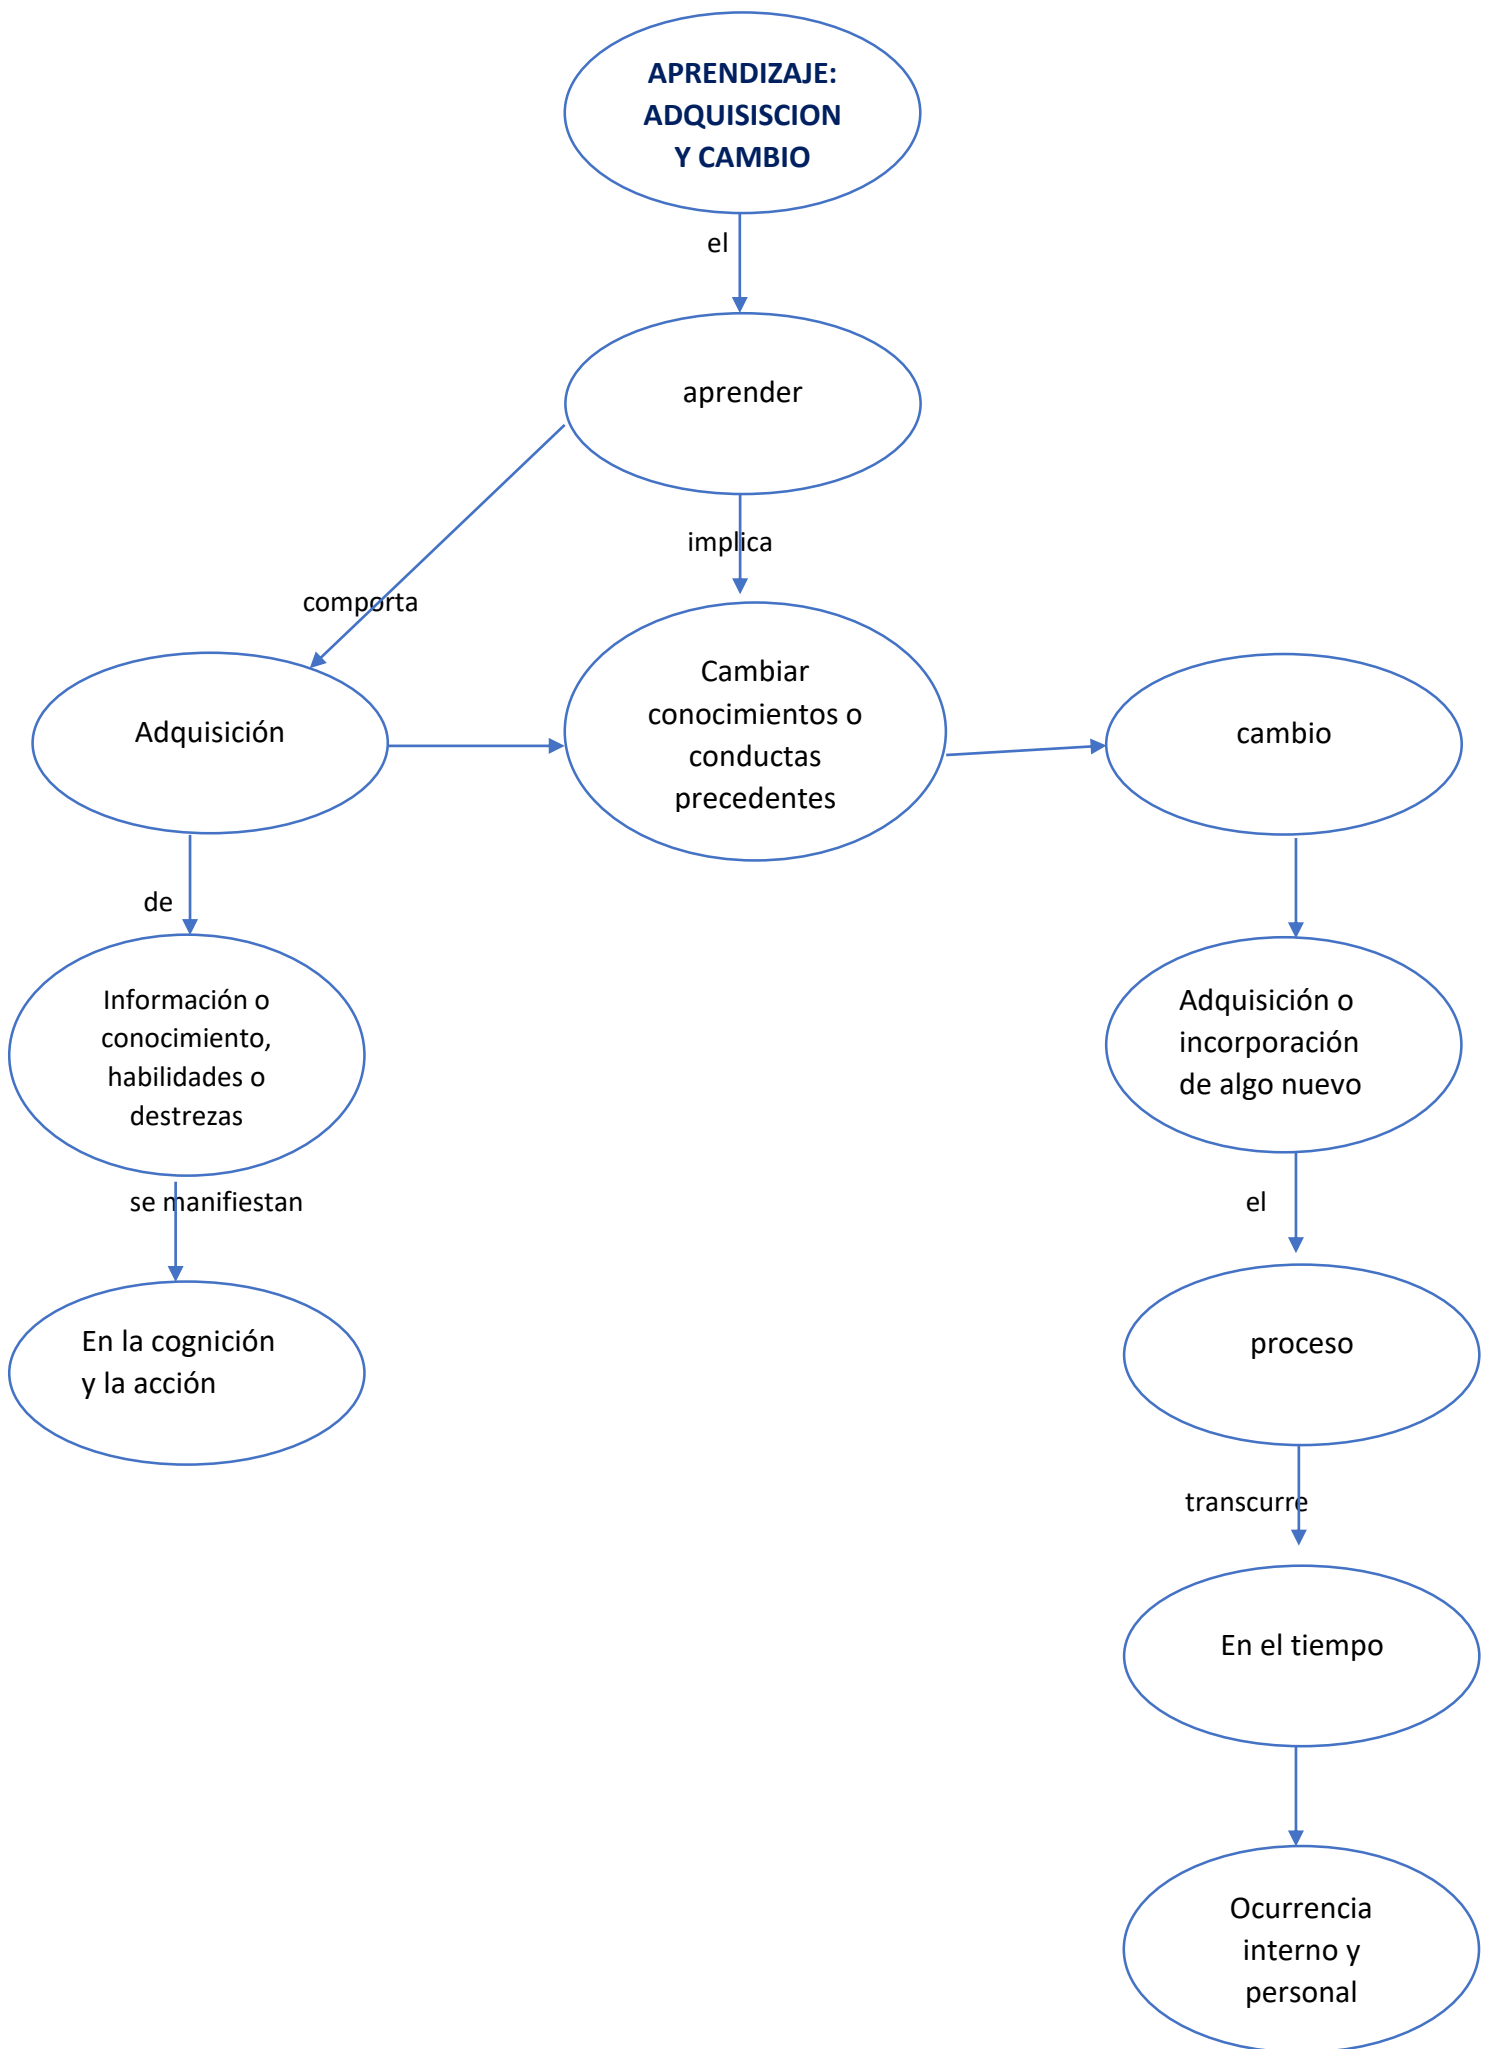 APRENDIZAJE:
ADQUISISCION
Y CAMBIO
el
aprender
implica
comporta
Adquisición
Cambiar
conocimientos o
conductas
precedentes
cambio
de
Información o
conocimiento,
habilidades o
destrezas
Adquisición o
incorporación
de algo nuevo
se manifiestan
el
En la cognición
y la acción
proceso
transcurre
En el tiempo
Ocurrencia
interno y
personal